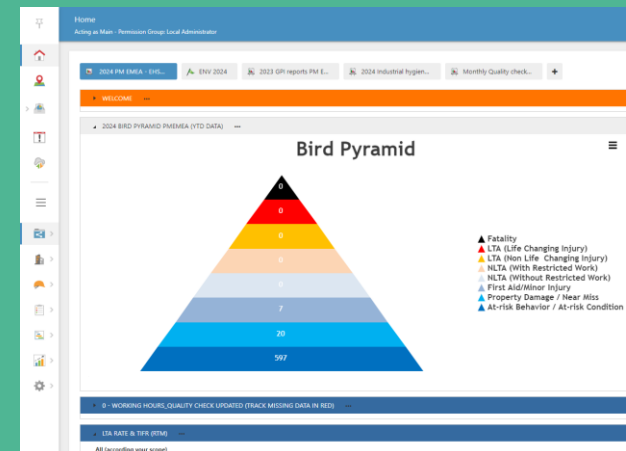 Home
Acting as Main - Permission Group: Local Administrator
2024 PM EMEA - EHS...
ENV 2024
2023 GPI reports PM E...
2024 Industrial hygien...
Monthly Quality check...
+
WELCOME ...
2024 BIRD PYRAMID PMEMEA (YTD DATA) ...
Bird Pyramid
0
0
0
0
0
7
20
597
Fatality
LTA (Life Changing Injury)
LTA (Non Life Changing Injury)
NLTA (With Restricted Work)
NLTA (Without Restricted Work)
First Aid/Minor Injury
Property Damage / Near Miss
At-risk Behavior / At-risk Condition
0 - WORKING HOURS_QUALITY CHECK UPDATED (TRACK MISSING DATA IN RED) ...
LTA RATE & TIFR (RTM) ...
All (according your scope)